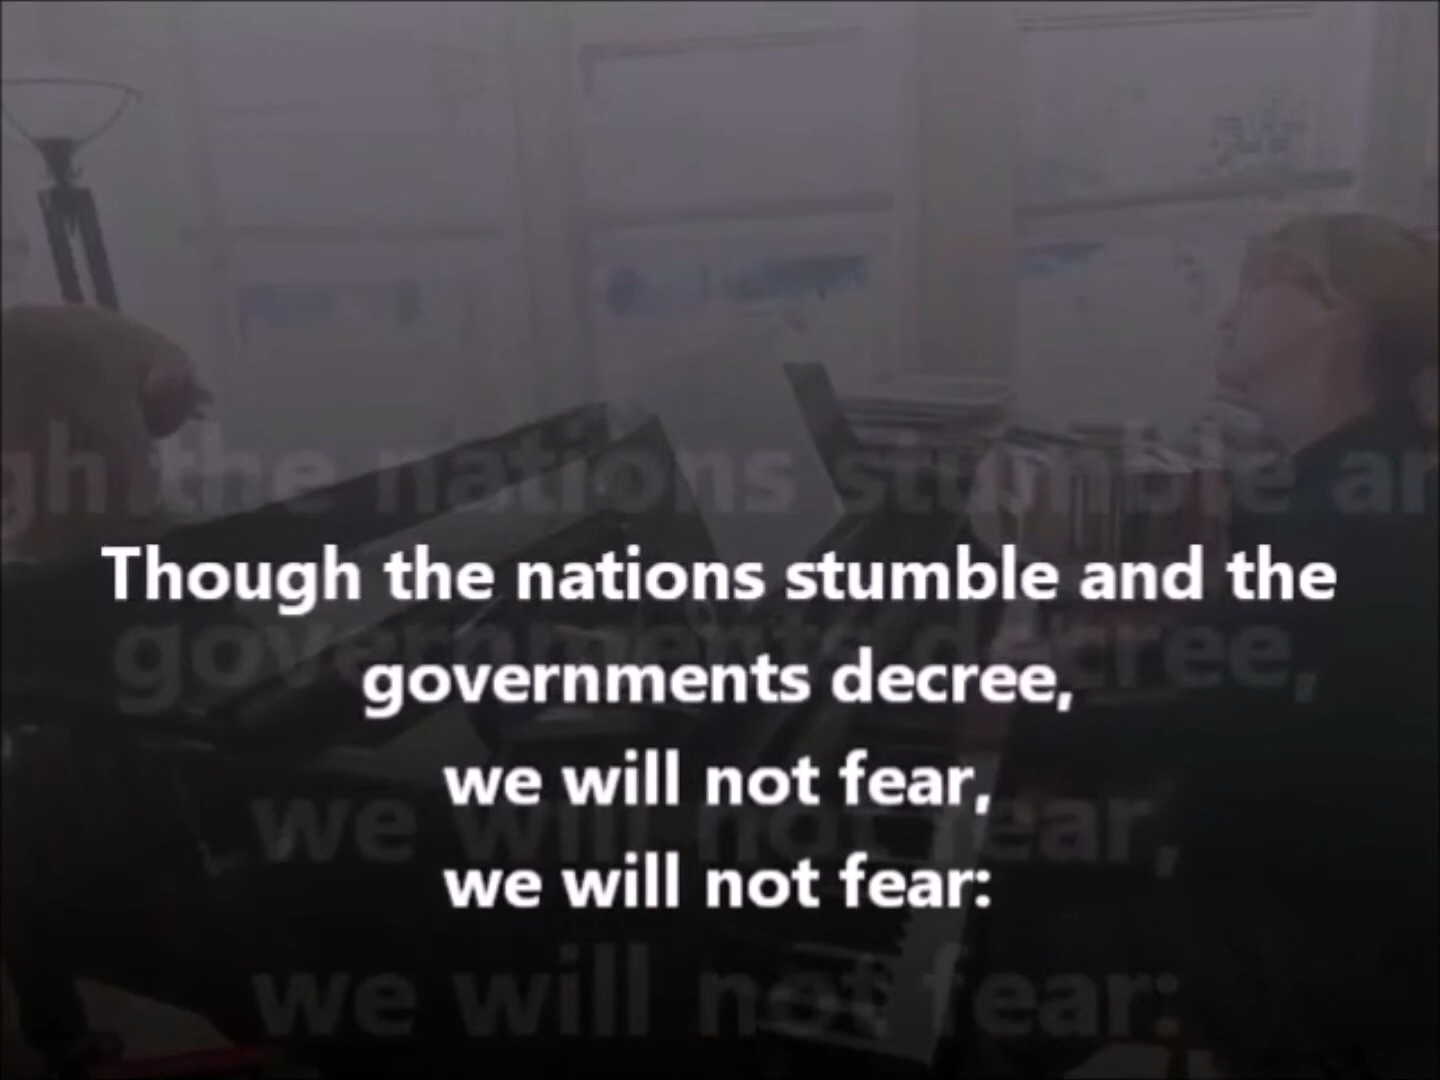 Though the nations stumble and the
governments decree,
we will not fear,
we will not fear: